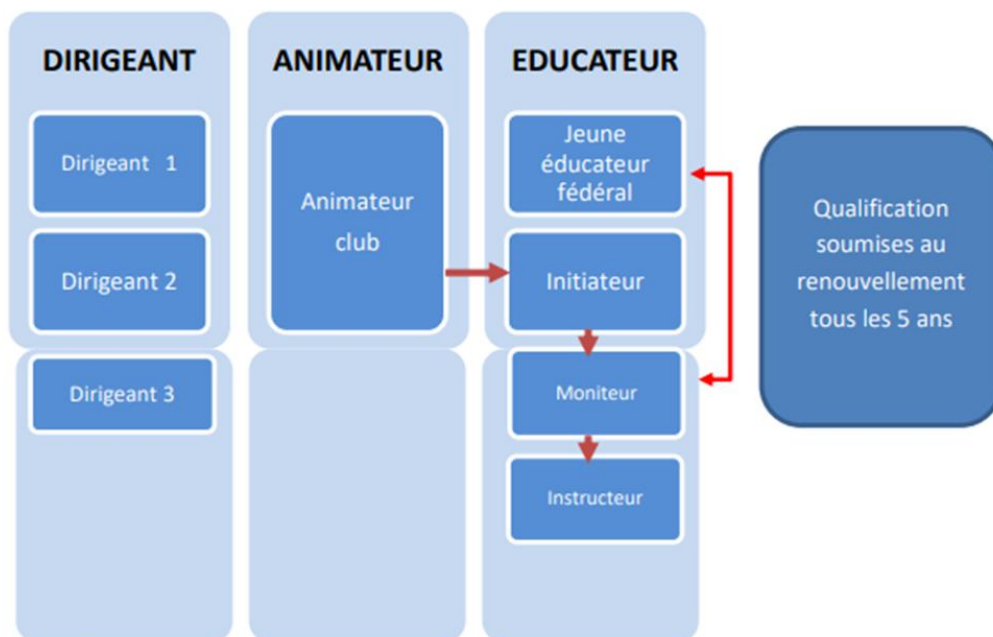 DIRIGEANT
Dirigeant 1
Dirigeant 2
Dirigeant 3
ANIMATEUR
Animateur
club
EDUCATEUR
Jeune
éducateur
fédéral
Initiateur
Moniteur
Instructeur
Qualification
soumises au
renouvellement
tous les 5 ans